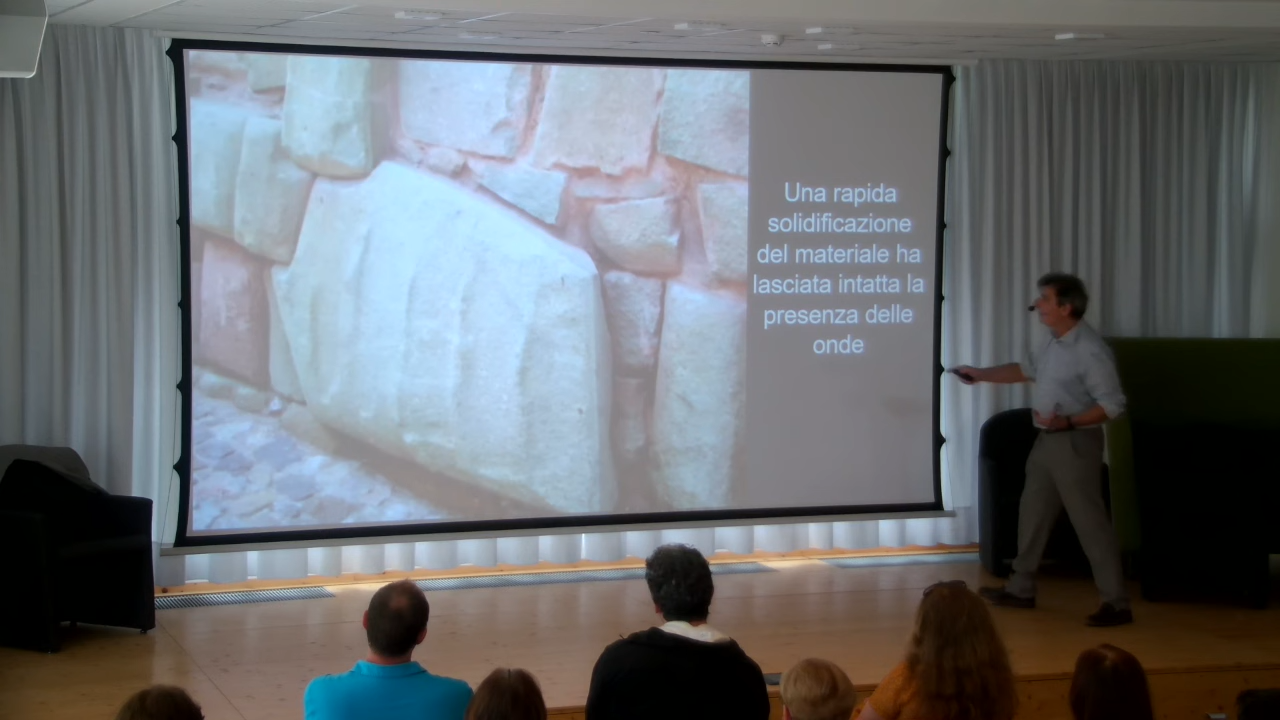 Una rapida
solidificazione
del materiale ha
lasciata intatta la
presenza delle
onde